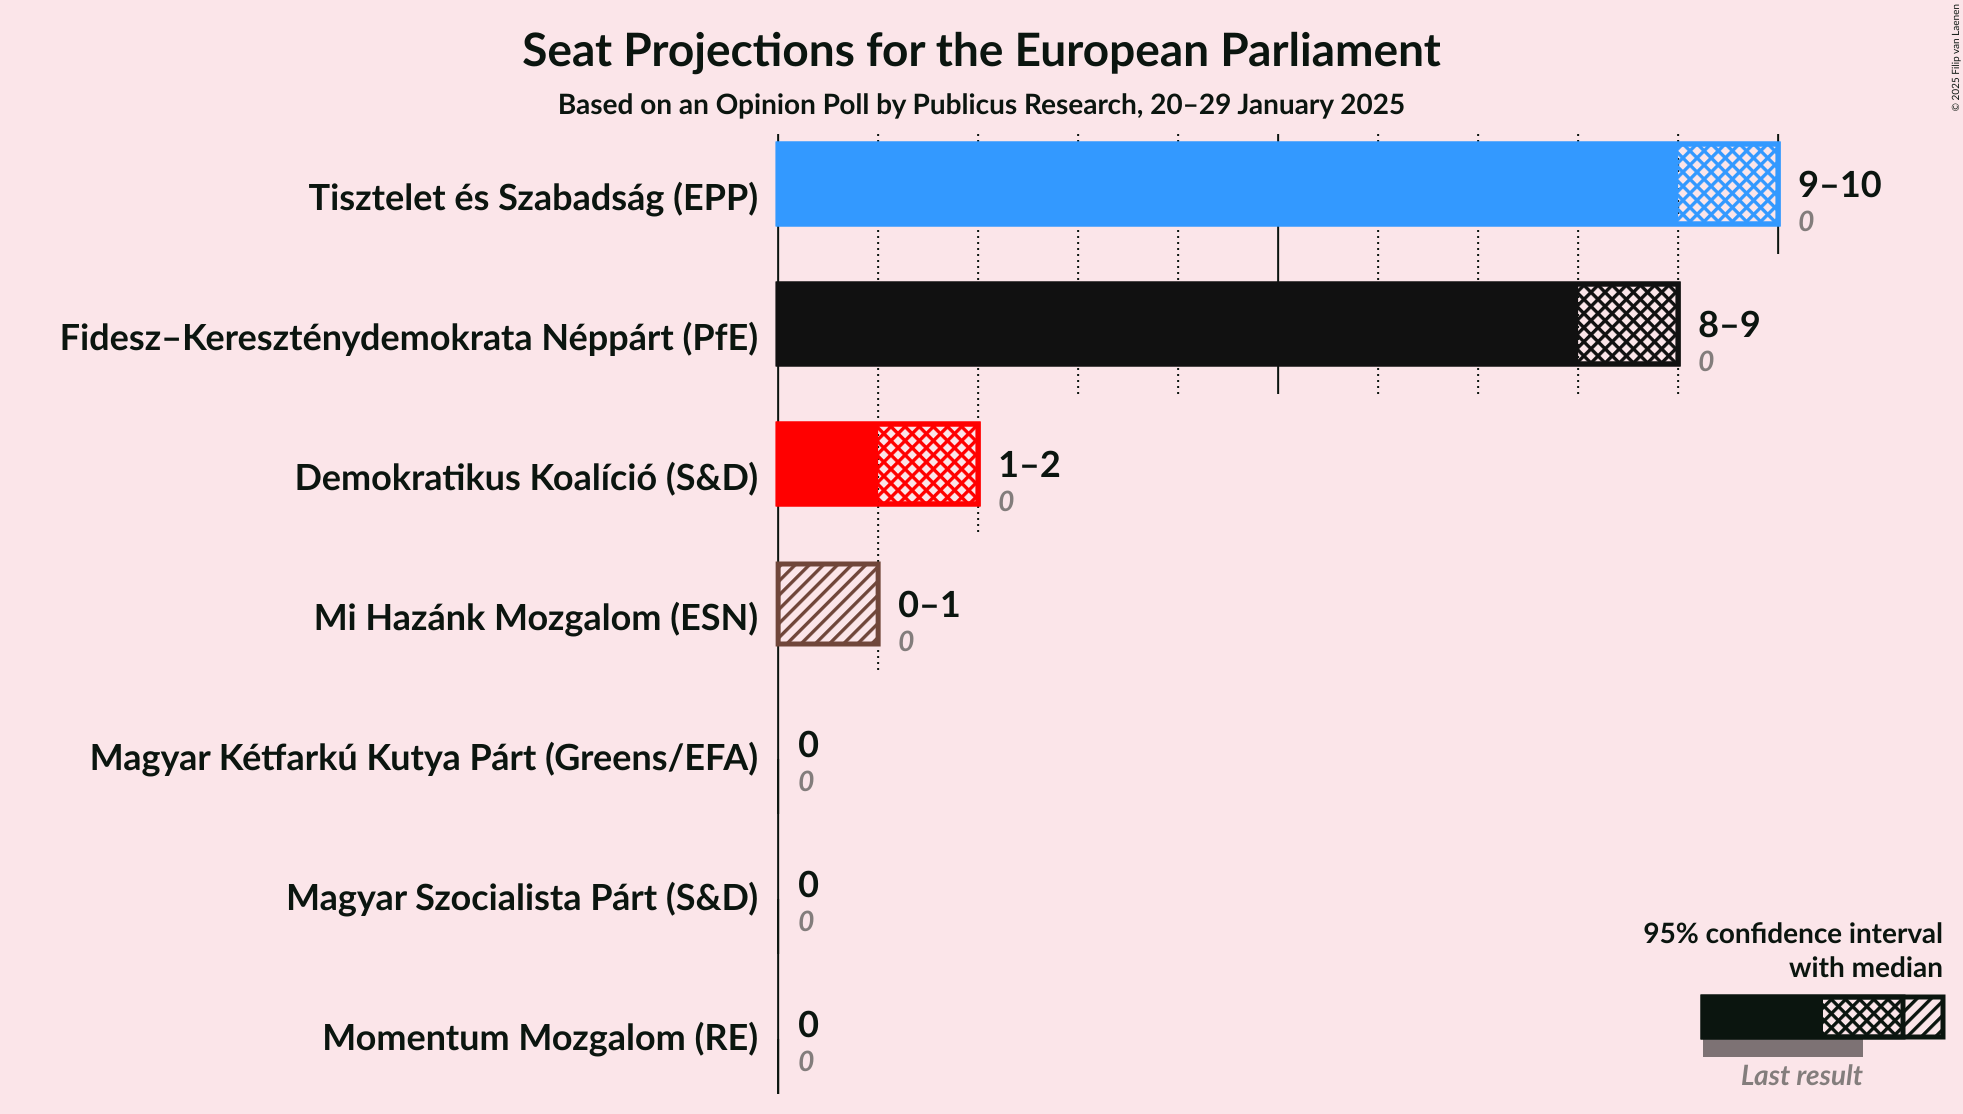 Seat Projections for the European Parliament
Based on an Opinion Poll by Publicus Research, 20–29 January 2025
© 2025 Filip van Laenen
Tisztelet és Szabadság (EPP)
9–10
0
Fidesz–Kereszténydemokrata Néppárt (PfE)
8–9
0
Demokratikus Koalíció (S&D)
1–2
0
Mi Hazánk Mozgalom (ESN)
0–1
0
Magyar Kétfarkú Kutya Párt (Greens/EFA)
0
0
Magyar Szocialista Párt (S&D)
0
0
Momentum Mozgalom (RE)
0
0
95% confidence interval
with median
Last result